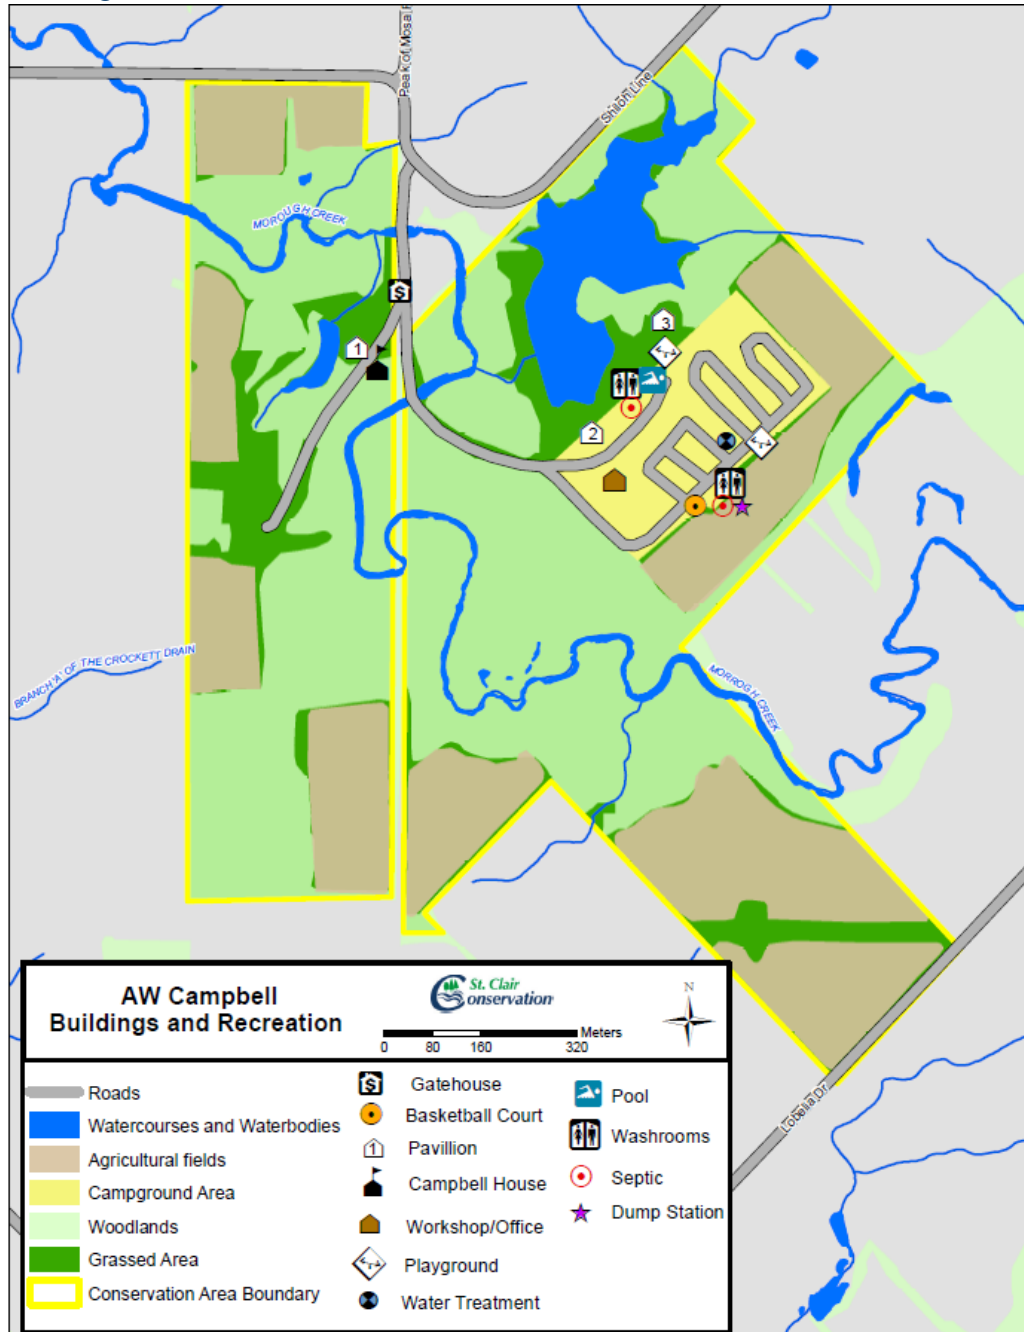 Peak of Mosa
Shiloh Line
MOROUGH CREEK
$
1
3
2
BRANCH 'A' OF THE CROCKETT DRAIN
MORROGH CREEK
Lobelia Dr
AW Campbell
Buildings and Recreation
St. Clair
Conservation
Meters
0 80 160 320
N
Roads
Watercourses and Waterbodies
Agricultural fields
Campground Area
Woodlands
Grassed Area
Conservation Area Boundary
$ Gatehouse
Basketball Court
1 Pavillion
Campbell House
Workshop/Office
Playground
Water Treatment
Pool
Washrooms
Septic
Dump Station